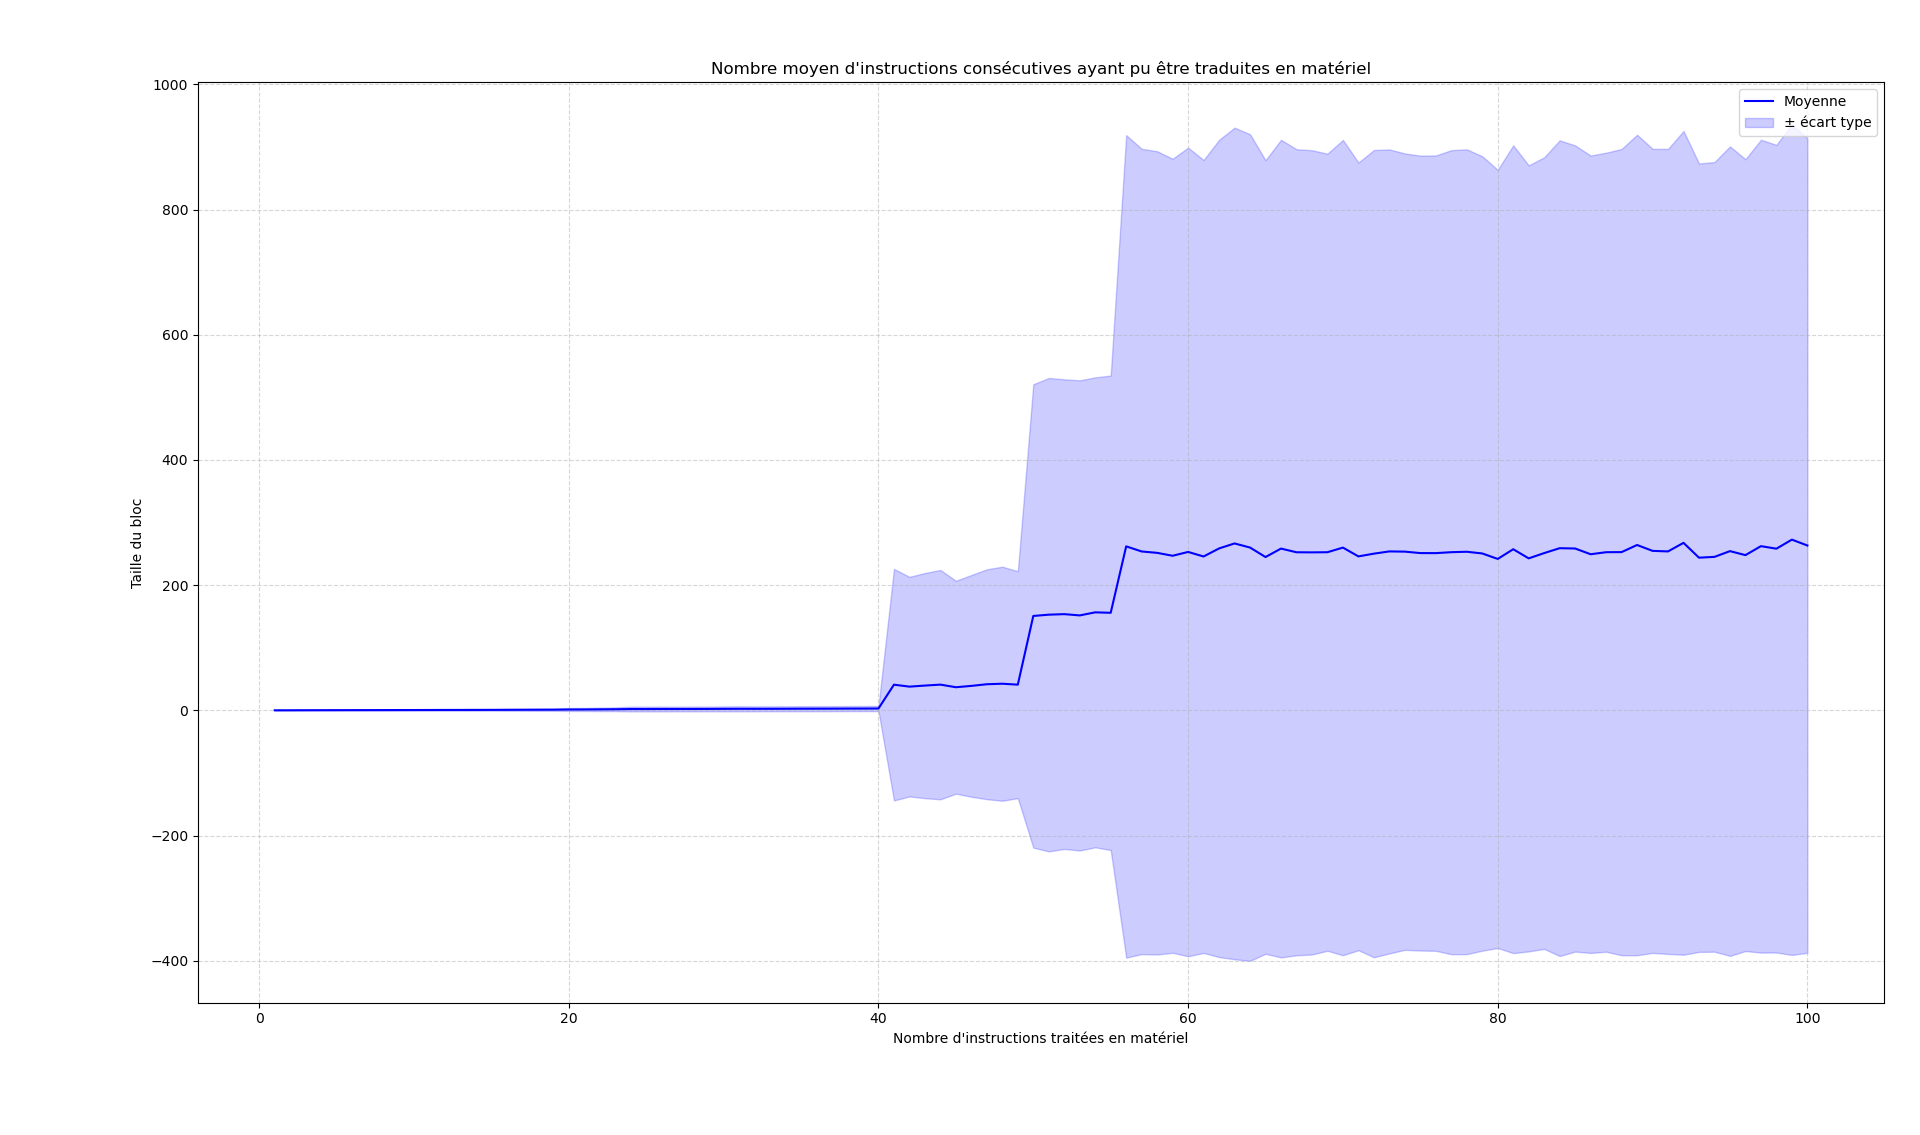 Nombre moyen d'instructions consécutives ayant pu être traduites en matériel
1000
800
600
400
200
0
−200
−400
Taille du bloc
Moyenne
± écart type
0 20 40 60 80 100
Nombre d'instructions traitées en matériel